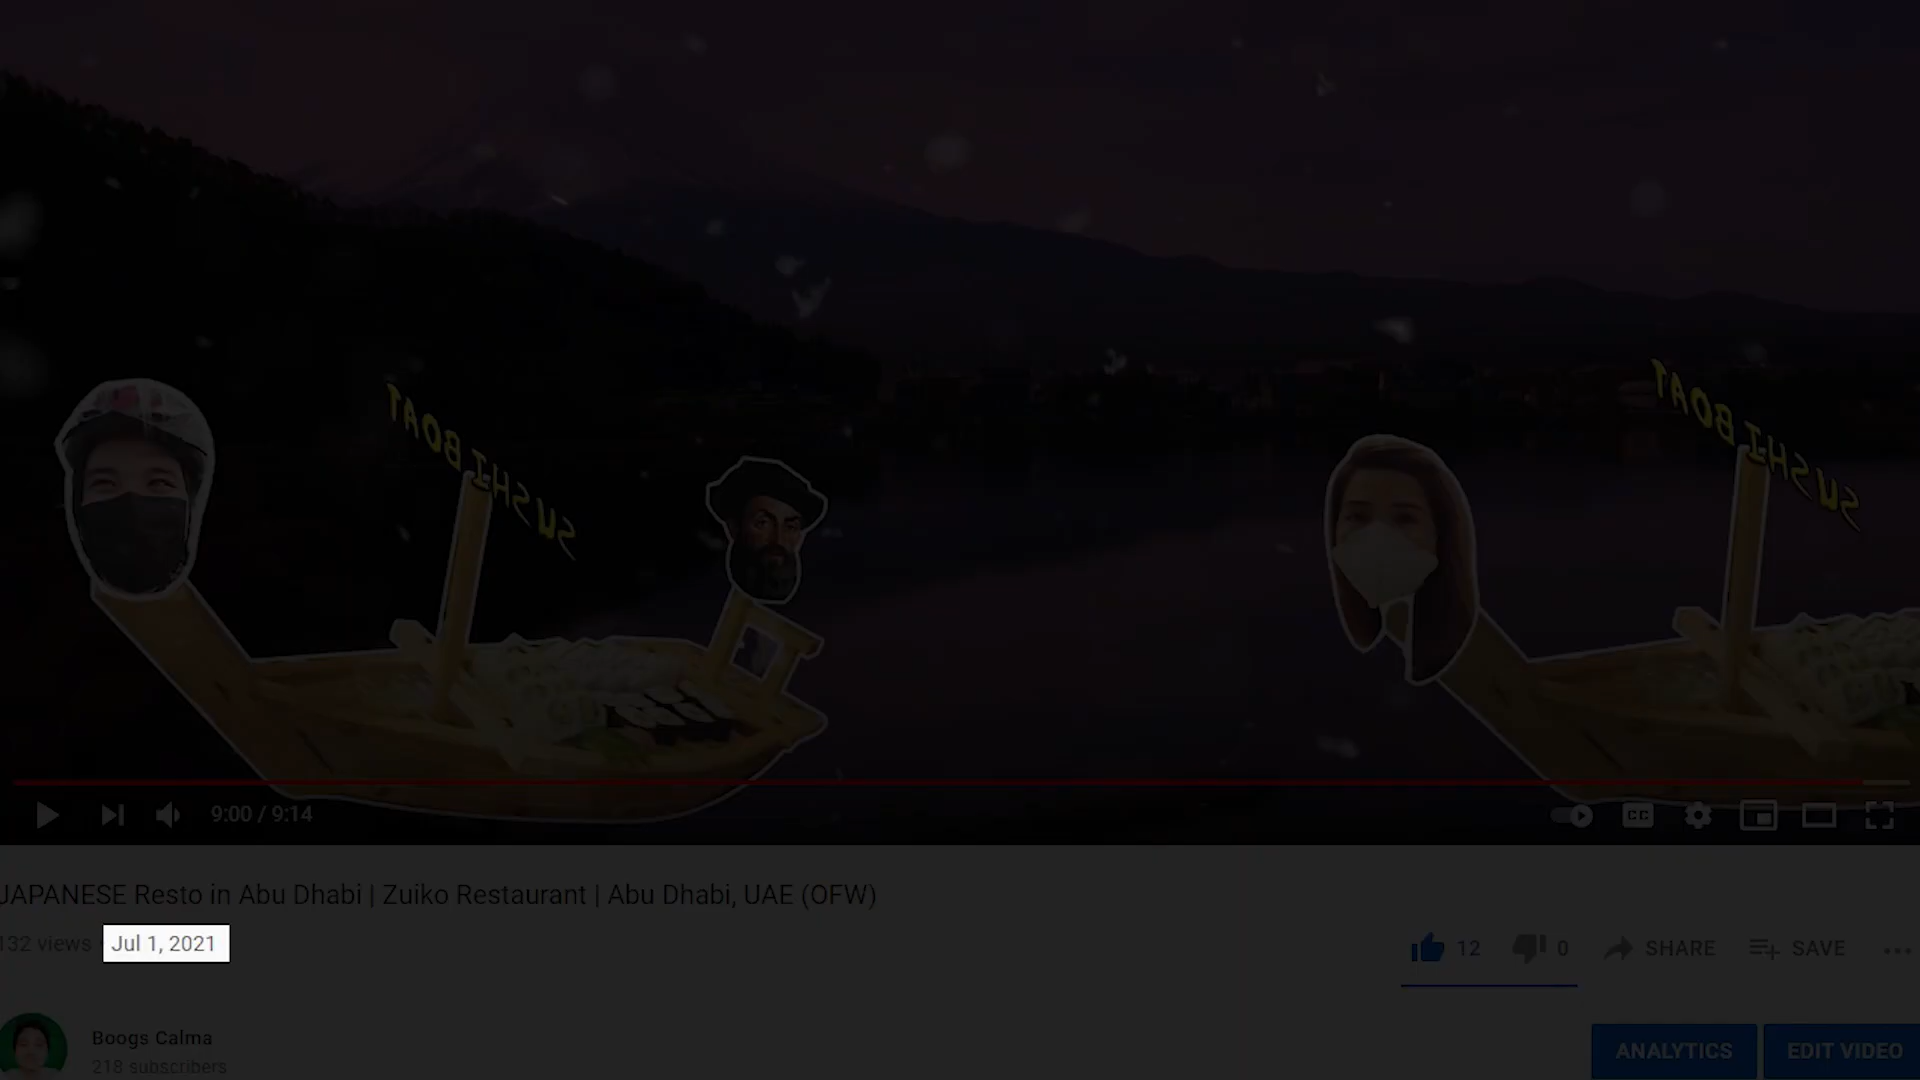 SUSHI BOAT
SUSHI BOAT
9:00 / 9:14
CC
JAPANESE Resto in Abu Dhabi | Zuiko Restaurant | Abu Dhabi, UAE (OFW)
132 views
Jul 1, 2021
12
0
SHARE
SAVE
Boogs Calma
218 subscribers
ANALYTICS
EDIT VIDEO